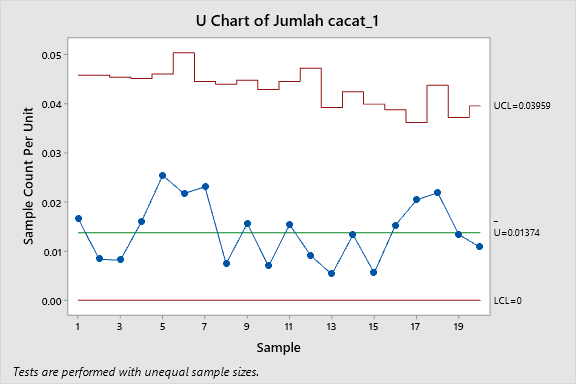 U Chart of Jumlah cacat_1
Sample Count Per Unit
0.05
0.04
0.03
0.02
0.01
0.00
UCL=0.03959
_
U=0.01374
LCL=0
1 3 5 7 9 11 13 15 17 19
Sample
Tests are performed with unequal sample sizes.